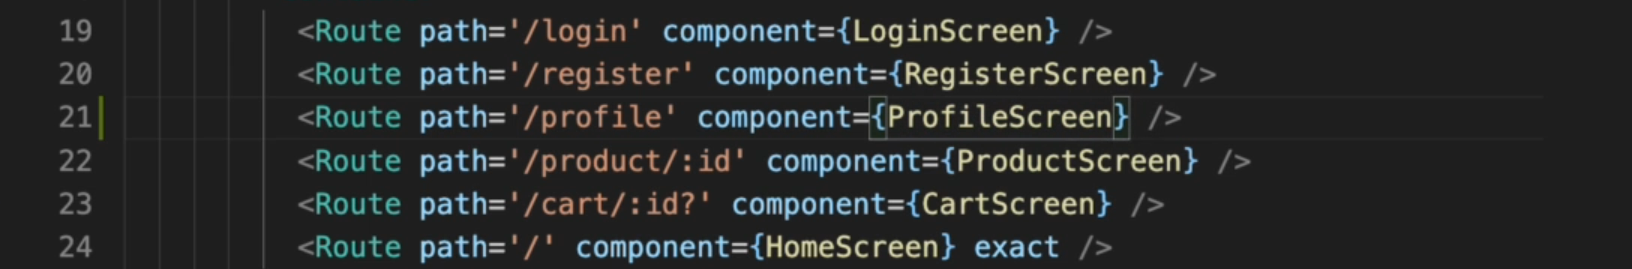 19 <Route path='/login' component={LoginScreen} />
20 <Route path='/register' component={RegisterScreen} />
21 <Route path='/profile' component={ProfileScreen} />
22 <Route path='/product/:id' component={ProductScreen} />
23 <Route path='/cart/:id?' component={CartScreen} />
24 <Route path='/' component={HomeScreen} exact />